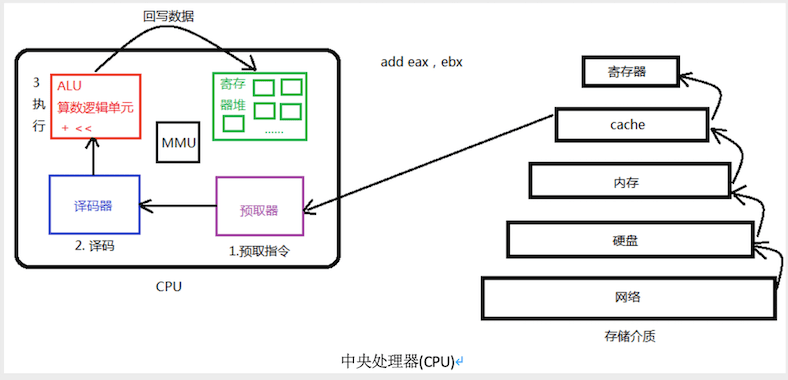 回写数据
3
执
行
ALU
算数逻辑单元
+ <<
寄存
器堆
......
MMU
译码器
预取器
2. 译码
1.预取指令
CPU
add eax，ebx
寄存器
cache
内存
硬盘
网络
存储介质
中央处理器(CPU)↵